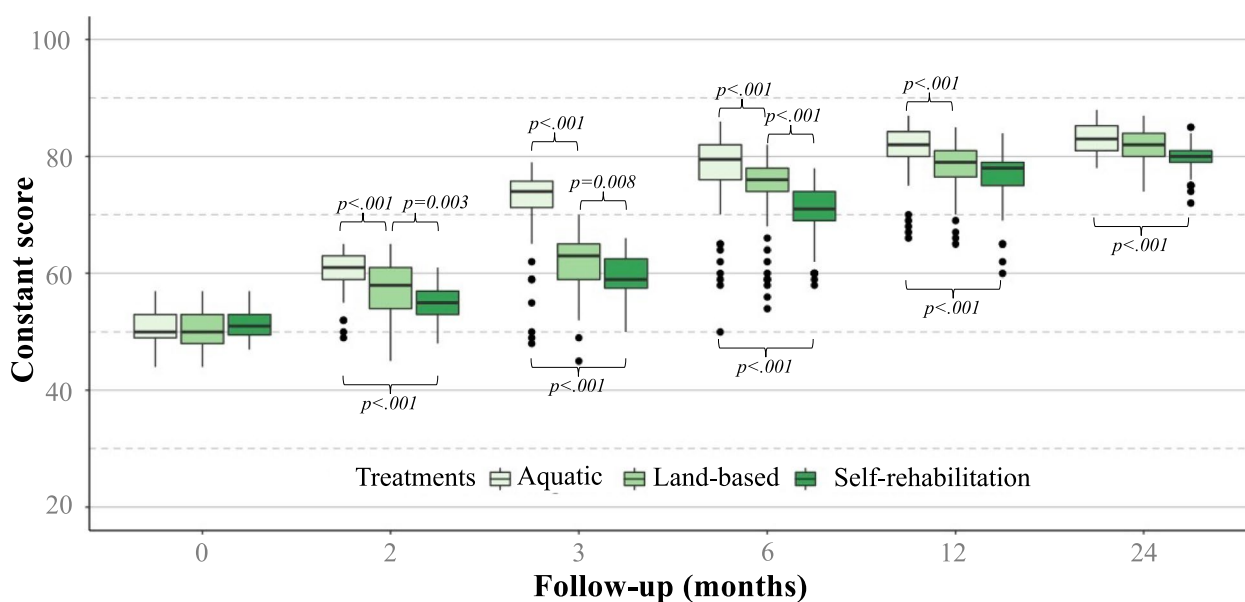 100
80
60
40
20
Constant score
p<.001
p=0.003
p<.001
p<.001
p=0.008
p<.001
p<.001
p<.001
p<.001
p<.001
p<.001
p<.001
Treatments Aquatic Land-based Self-rehabilitation
0 2 3 6 12 24
Follow-up (months)